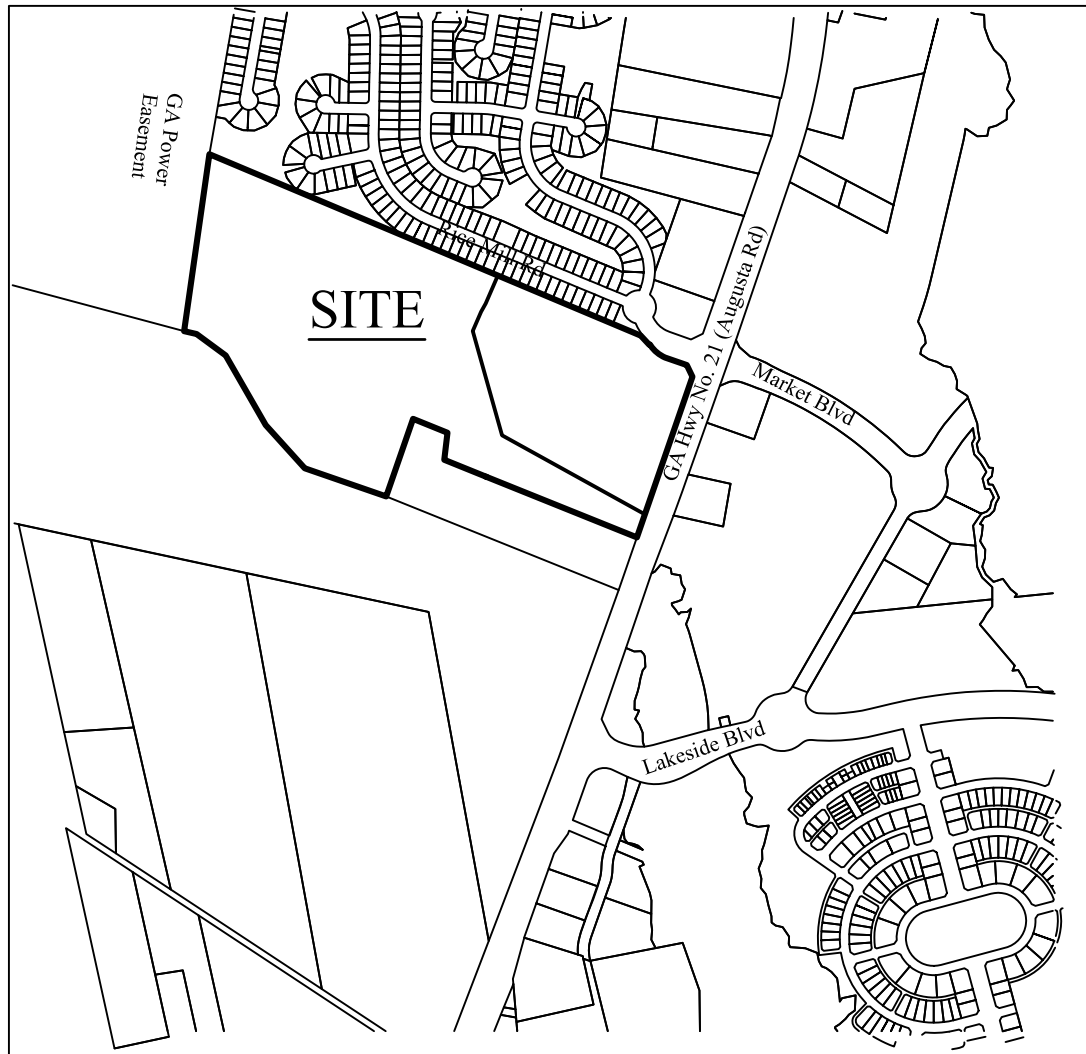 GA Power
Easement
Rice Mill Rd
SITE
GA Hwy No. 21 (Augusta Rd)
Market Blvd
Lakeside Blvd